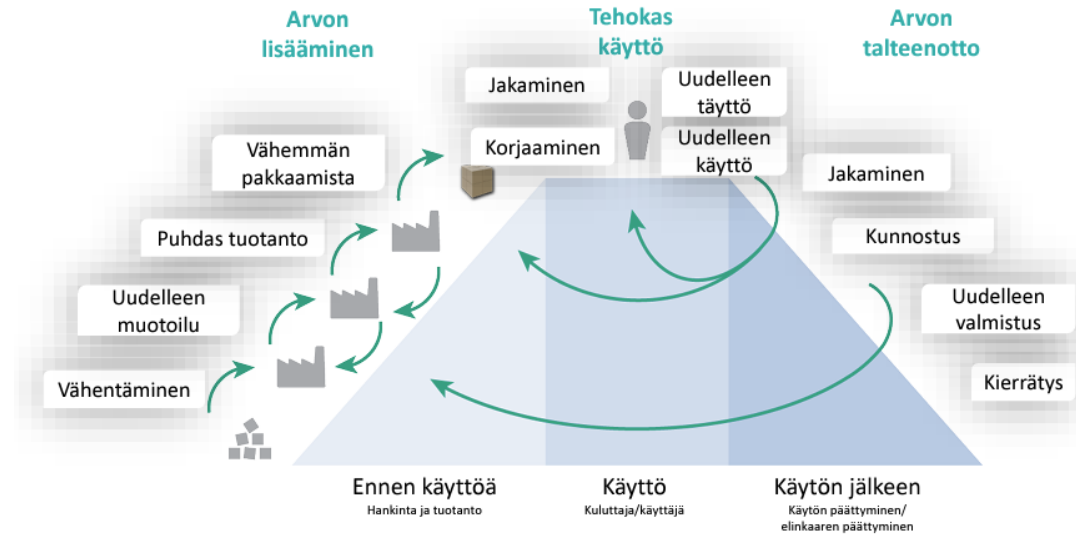 Arvon
lisääminen
Tehokas
käyttö
Arvon
talteenotto
Jakaminen
Uudelleen
täyttö
Korjaaminen
Uudelleen
käyttö
Vähemmän
pakkaamista
Puhdas tuotanto
Uudelleen
muotoilu
Vähentäminen
Jakaminen
Kunnostus
Uudelleen
valmistus
Kierrätys
Ennen käyttöä
Hankinta ja tuotanto
Käyttö
Kuluttaja/käyttäjä
Käytön jälkeen
Käytön päättyminen/
elinkaaren päättyminen